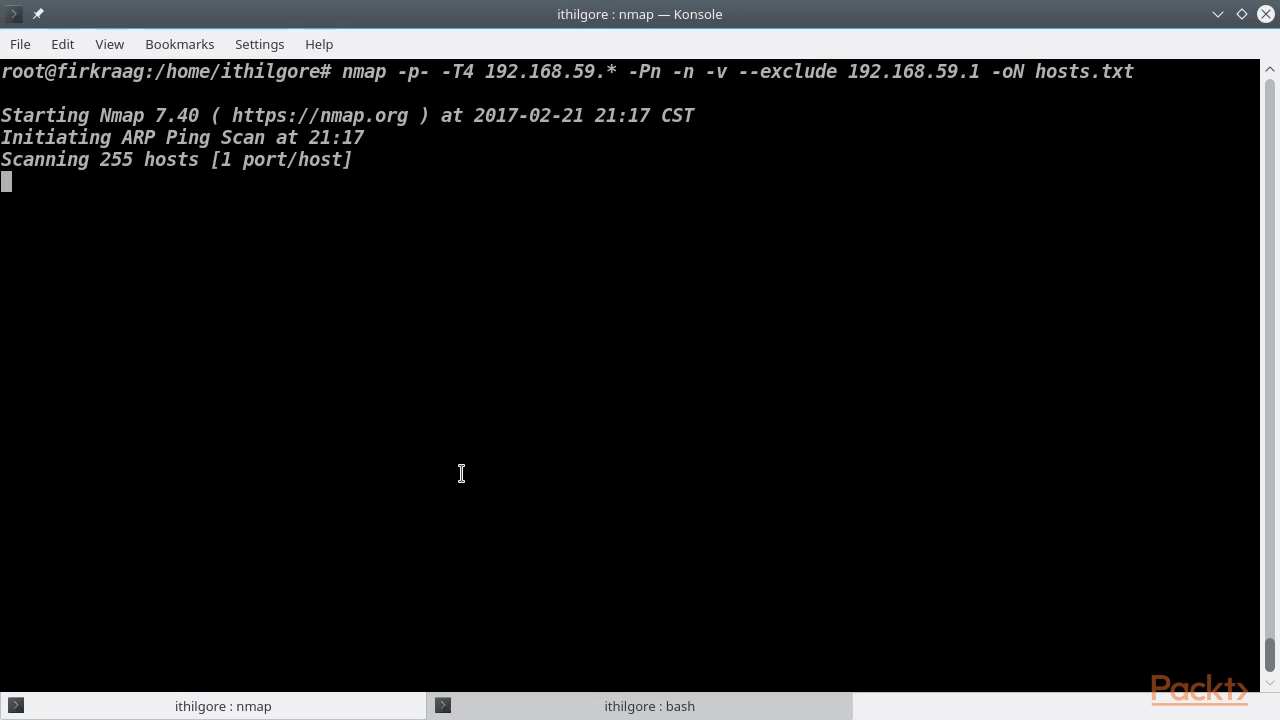 ithilgore : nmap — Konsole
File Edit View Bookmarks Settings Help
root@firkraag:/home/ithilgore# nmap -p- -T4 192.168.59.* -Pn -n -v --exclude 192.168.59.1 -oN hosts.txt
Starting Nmap 7.40 ( https://nmap.org ) at 2017-02-21 21:17 CST
Initiating ARP Ping Scan at 21:17
Scanning 255 hosts [1 port/host]
Packt>
ithilgore : nmap ithilgore : bash